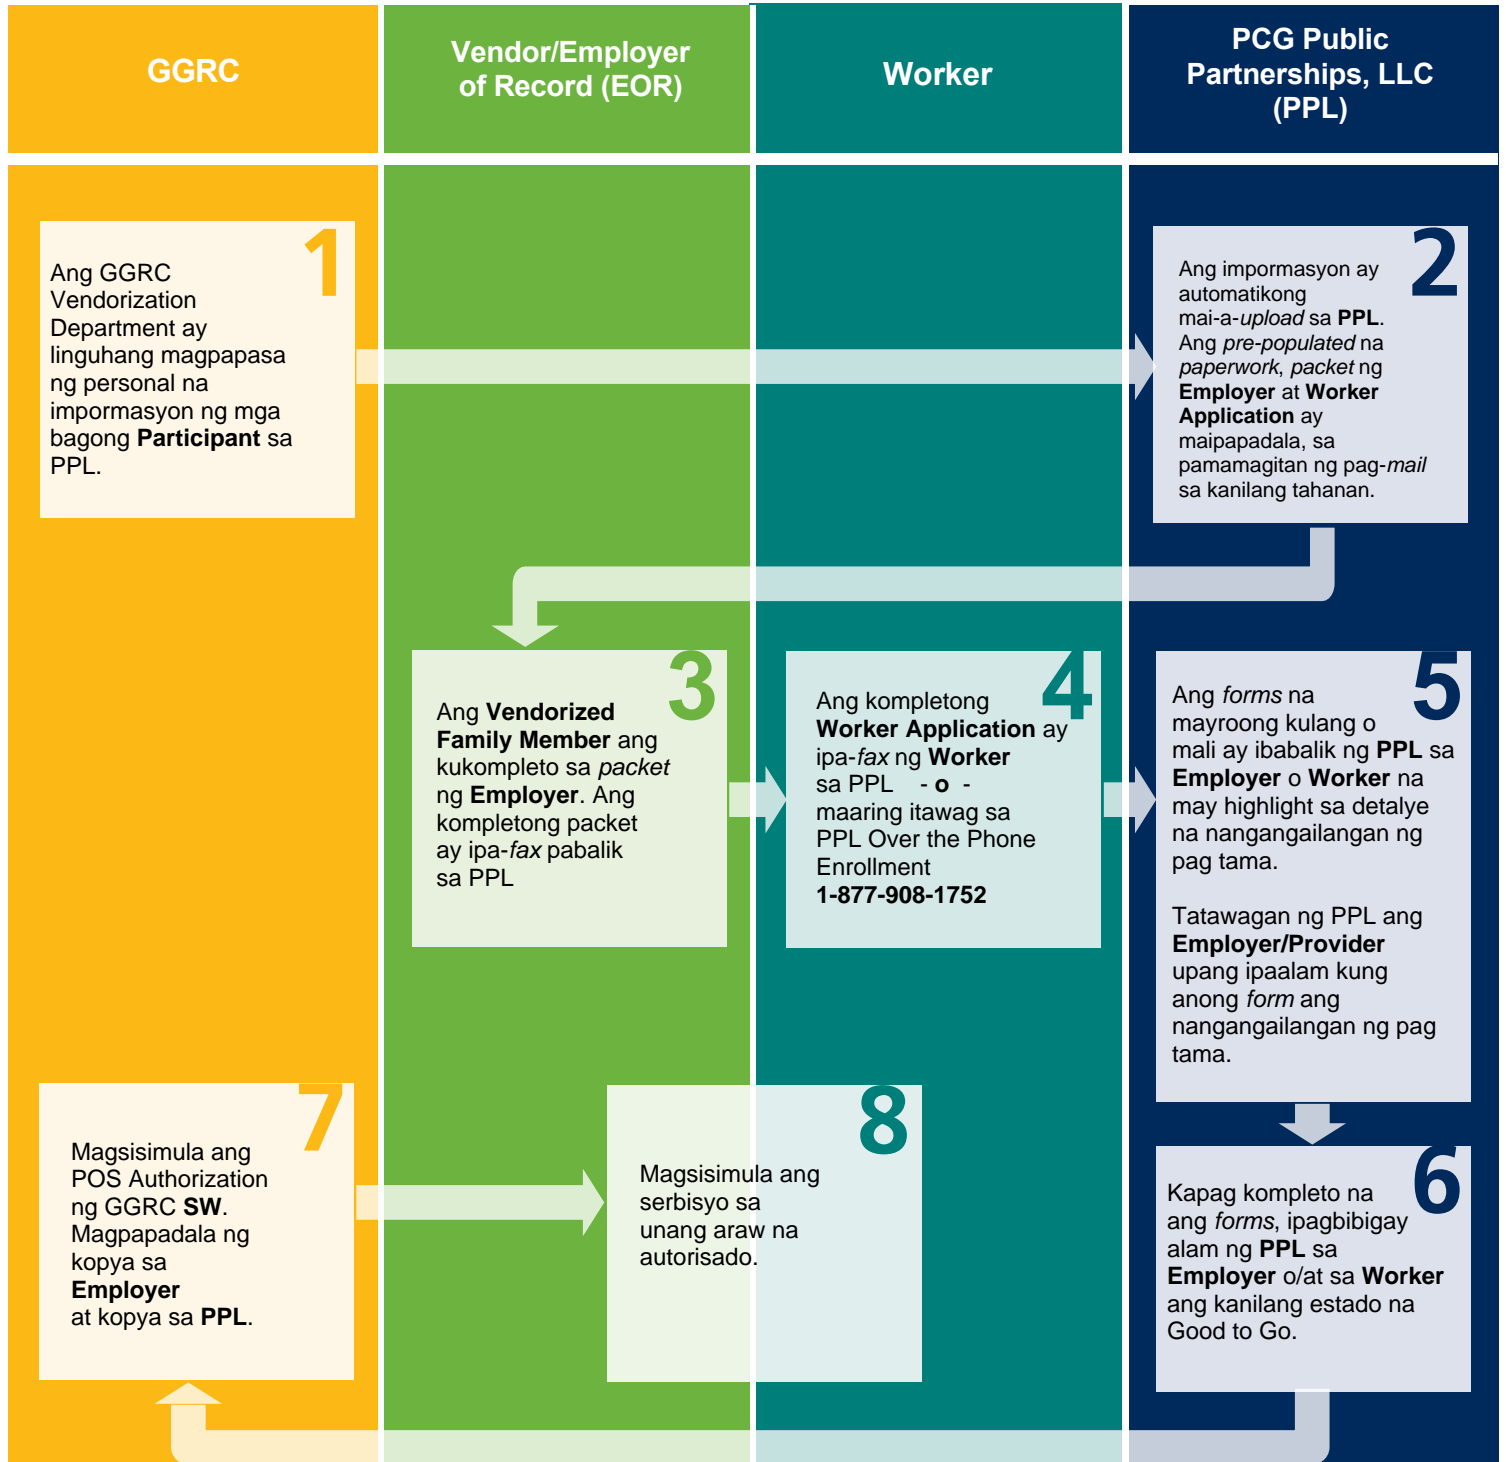 GGRC
Vendor/Employer
of Record (EOR)
Worker
PCG Public
Partnerships, LLC
(PPL)
1
Ang GGRC
Vendorization
Department ay
linguhang magpapasa
ng personal na
impormasyon ng mga
bagong Participant sa
PPL.
2
Ang impormasyon ay
automatikong
mai-a-upload sa PPL.
Ang pre-populated na
paperwork, packet ng
Employer at Worker
Application ay
maipapadala, sa
pamamagitan ng pag-mail
sa kanilang tahanan.
3
Ang Vendorized
Family Member ang
kukompleto sa packet
ng Employer. Ang
kompletong packet
ay ipa-fax pabalik
sa PPL
4
Ang kompletong
Worker Application ay
ipa-fax ng Worker
sa PPL - o -
maaring itawag sa
PPL Over the Phone
Enrollment
1-877-908-1752
5
Ang forms na
mayroong kulang o
mali ay ibabalik ng PPL sa
Employer o Worker na
may highlight sa detalye
na nangangailangan ng
pag tama.
Tatawagan ng PPL ang
Employer/Provider
upang ipaalam kung
anong form ang
nangangailangan ng pag
tama.
6
Kapag kompleto na
ang forms, ipagbibigay
alam ng PPL sa
Employer o/at sa Worker
ang kanilang estado na
Good to Go.
7
Magsisimula ang
POS Authorization
ng GGRC SW.
Magpapadala ng
kopya sa
Employer
at kopya sa PPL.
8
Magsisimula ang
serbisyo sa
unang araw na
autorisado.